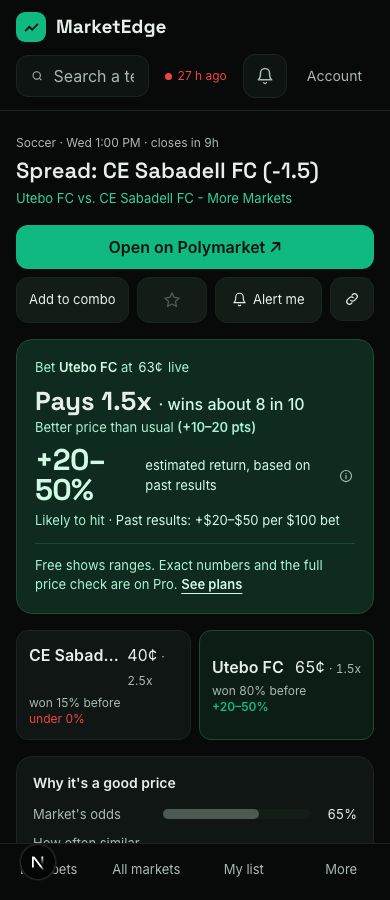 MarketEdge
Search a te
27 h ago
Account
Soccer · Wed 1:00 PM · closes in 9h
Spread: CE Sabadell FC (-1.5)
Utebo FC vs. CE Sabadell FC - More Markets
Open on Polymarket ↗
Add to combo
Alert me
Bet Utebo FC at 63¢ live
Pays 1.5x · wins about 8 in 10
Better price than usual (+10–20 pts)
+20–50%
estimated return, based on
past results
Likely to hit · Past results: +$20–$50 per $100 bet
Free shows ranges. Exact numbers and the full
price check are on Pro. See plans
CE Sabad... 40¢ ·
2.5x
won 15% before
under 0%
Utebo FC 65¢ · 1.5x
won 80% before
+20–50%
Why it's a good price
Market's odds 65%
How often similar
N
bets
All markets
My list
More